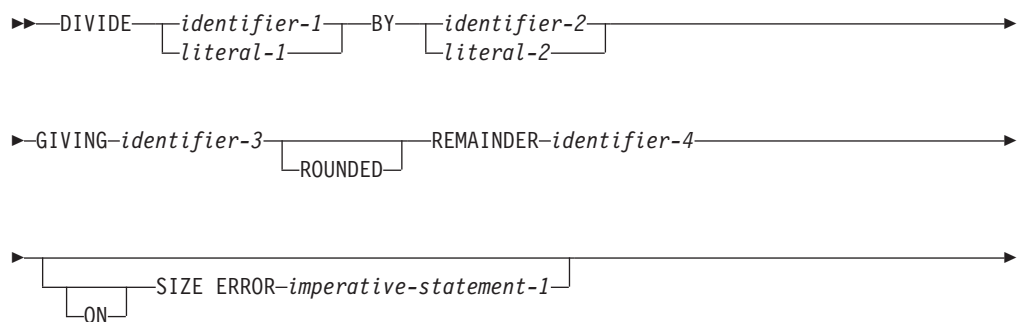 DIVIDE identifier-1 BY identifier-2
literal-1 literal-2
GIVING identifier-3 REMAINDER identifier-4
ROUNDED
SIZE ERROR imperative-statement-1
ON